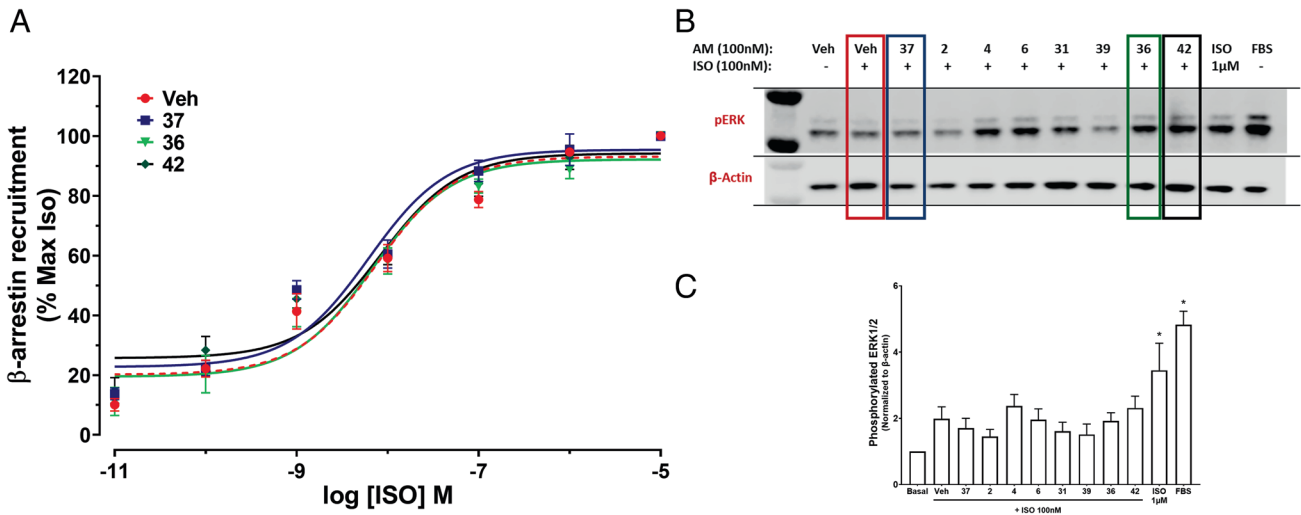 A
β-arrestin recruitment
(% Max Iso)
120
100
80
60
40
20
0
Veh
37
36
42
-11
-9
-7
-5
log [ISO] M
B
AM (100nM): Veh Veh 37 2 4 6 31 39 36 42 ISO FBS
ISO (100nM): - + + + + + + + + + 1μM -
pERK
β-Actin
C
Phosphorylated ERK1/2
(Normalized to β-actin)
6
4
2
0
* *
Basal Veh 37 2 4 6 31 39 36 42 ISO FBS
1μM
+ ISO 100nM